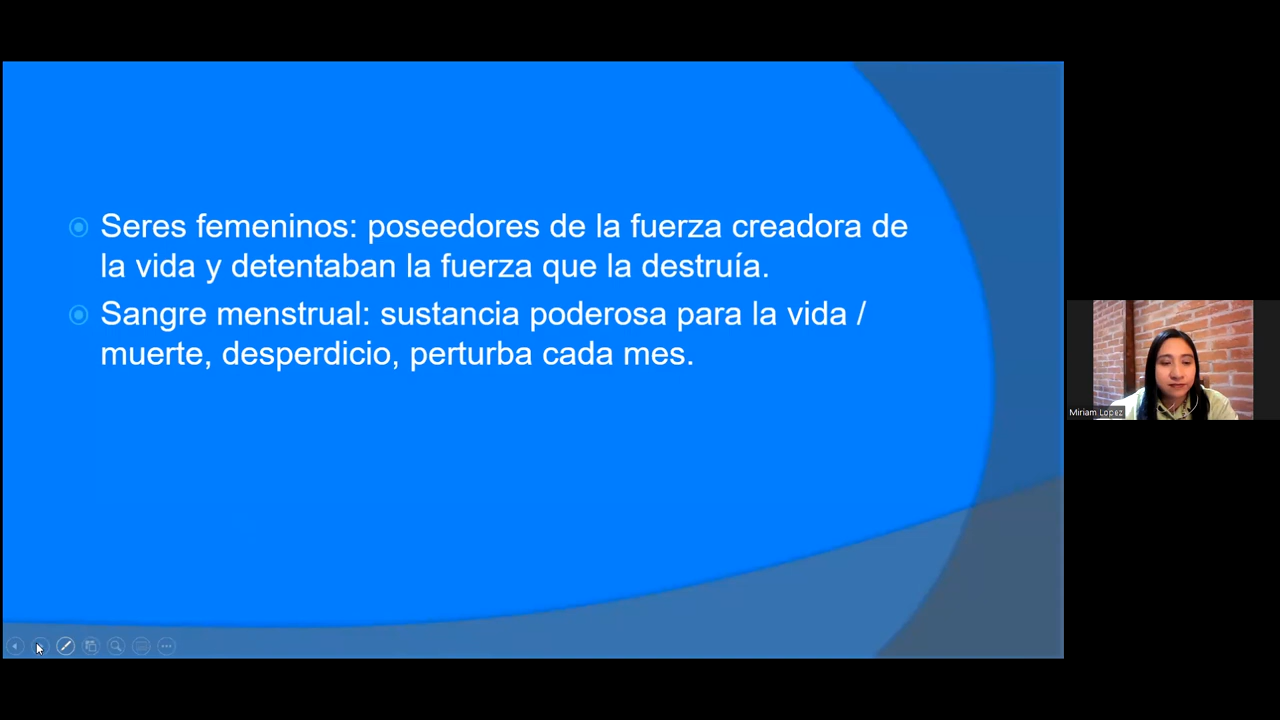 Seres femeninos: poseedores de la fuerza creadora de
la vida y detentaban la fuerza que la destruía.
Sangre menstrual: sustancia poderosa para la vida /
muerte, desperdicio, perturba cada mes.
Miriam Lopez